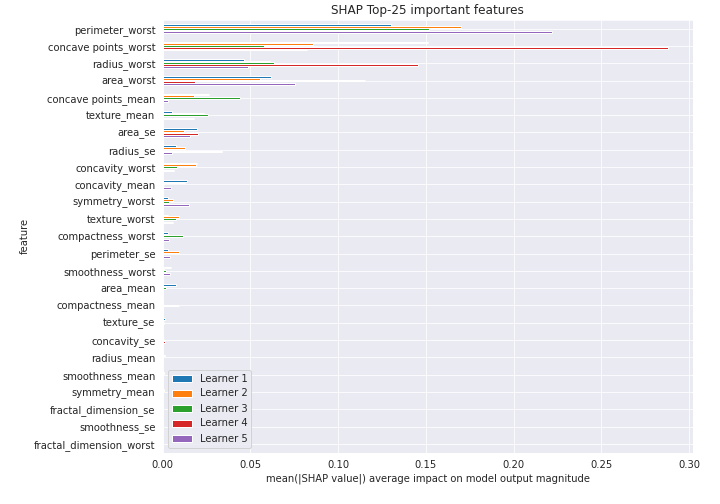 SHAP Top-25 important features
perimeter_worst
concave points_worst
radius_worst
area_worst
concave points_mean
texture_mean
area_se
radius_se
concavity_worst
concavity_mean
symmetry_worst
texture_worst
compactness_worst
perimeter_se
smoothness_worst
area_mean
compactness_mean
texture_se
concavity_se
radius_mean
smoothness_mean
symmetry_mean
fractal_dimension_se
smoothness_se
fractal_dimension_worst
feature
Learner 1
Learner 2
Learner 3
Learner 4
Learner 5
0.00 0.05 0.10 0.15 0.20 0.25 0.30
mean(|SHAP value|) average impact on model output magnitude